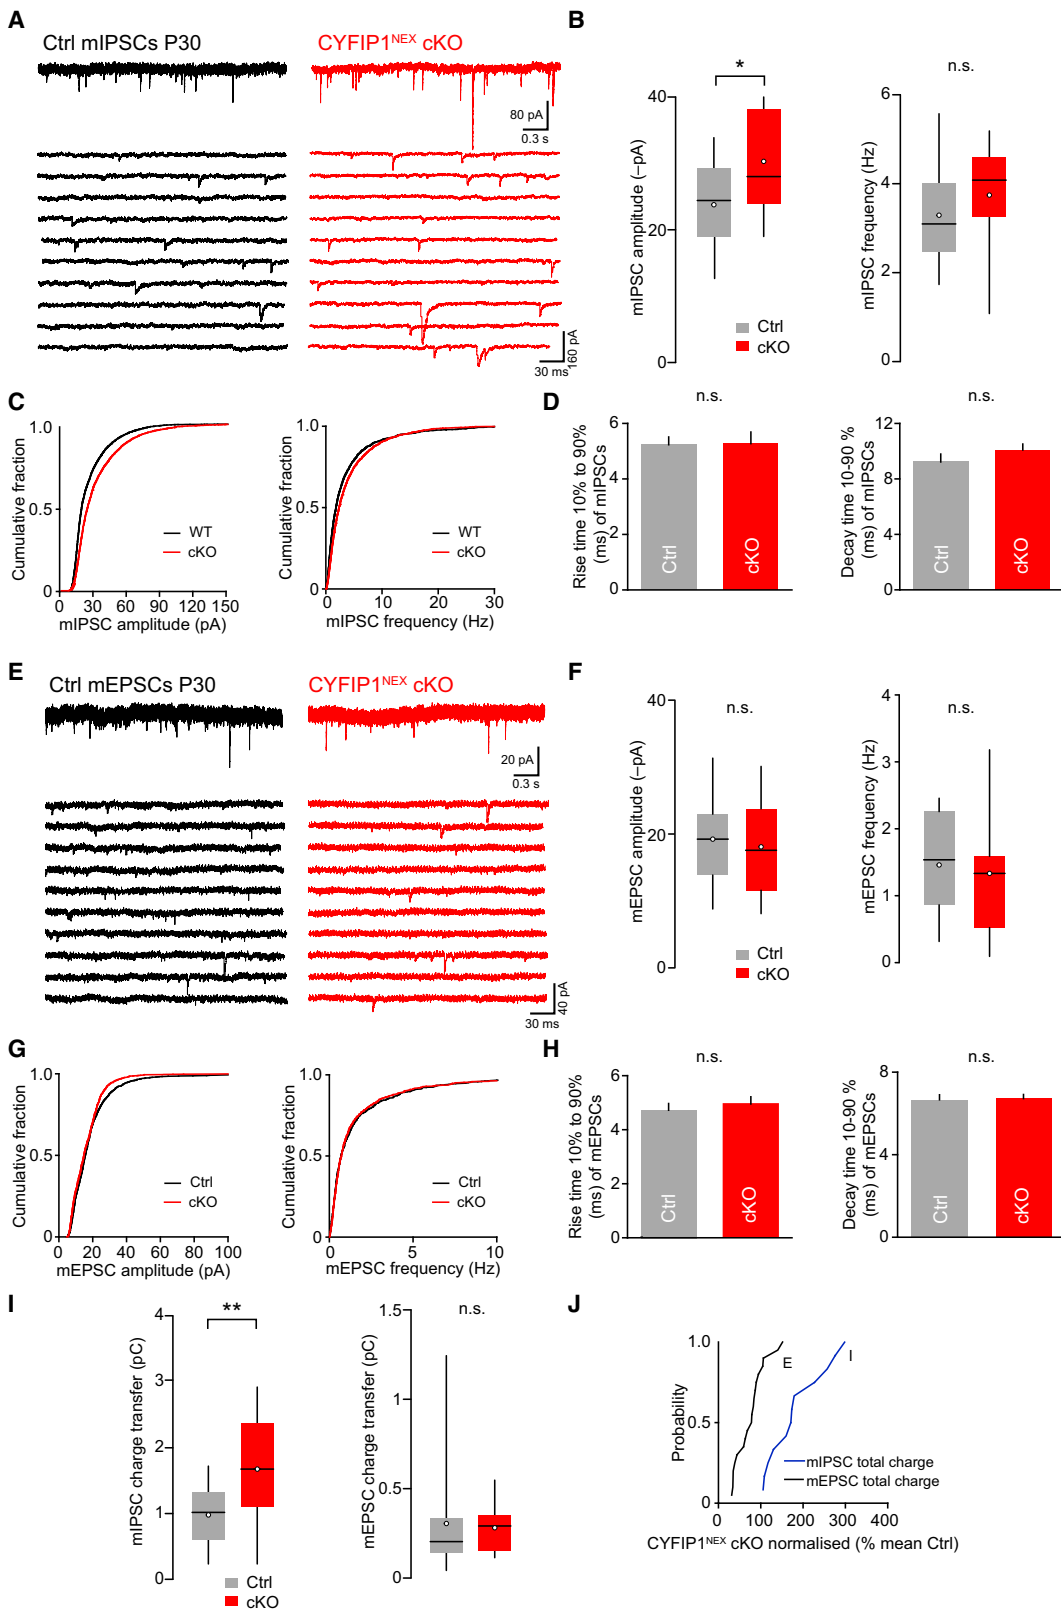 A
Ctrl mIPSCs P30
CYFIP1NEX cKO
80 pA
0.3 s
160 pA
30 ms
B
*
40
20
0
mIPSC amplitude (–pA)
Ctrl
cKO
n.s.
6
4
2
0
mIPSC frequency (Hz)
C
1.0
0.5
0
Cumulative fraction
WT
cKO
0 30 60 90 120 150
mIPSC amplitude (pA)
1.0
0.5
0
Cumulative fraction
WT
cKO
0 10 20 30
mIPSC frequency (Hz)
D
n.s.
6
4
2
0
Rise time 10% to 90%
(ms) of mIPSCs
Ctrl
cKO
n.s.
12
8
4
0
Decay time 10-90 %
(ms) of mIPSCs
Ctrl
cKO
E
Ctrl mEPSCs P30
CYFIP1NEX cKO
20 pA
0.3 s
40 pA
30 ms
F
n.s.
40
20
0
mEPSC amplitude (–pA)
Ctrl
cKO
n.s.
4
3
2
1
0
mEPSC frequency (Hz)
G
1.0
0.5
0
Cumulative fraction
Ctrl
cKO
0 20 40 60 80 100
mEPSC amplitude (pA)
1.0
0.5
0
Cumulative fraction
Ctrl
cKO
0 5 10
mEPSC frequency (Hz)
H
n.s.
6
4
2
0
Rise time 10% to 90%
(ms) of mEPSCs
Ctrl
cKO
n.s.
8
4
0
Decay time 10-90 %
(ms) of mEPSCs
Ctrl
cKO
I
**
4
3
2
1
0
mIPSC charge transfer (pC)
Ctrl
cKO
n.s.
1.5
1
0.5
0
mEPSC charge transfer (pC)
J
1.0
0.5
0
Probability
E
I
mIPSC total charge
mEPSC total charge
0 100 200 300 400
CYFIP1NEX cKO normalised (% mean Ctrl)